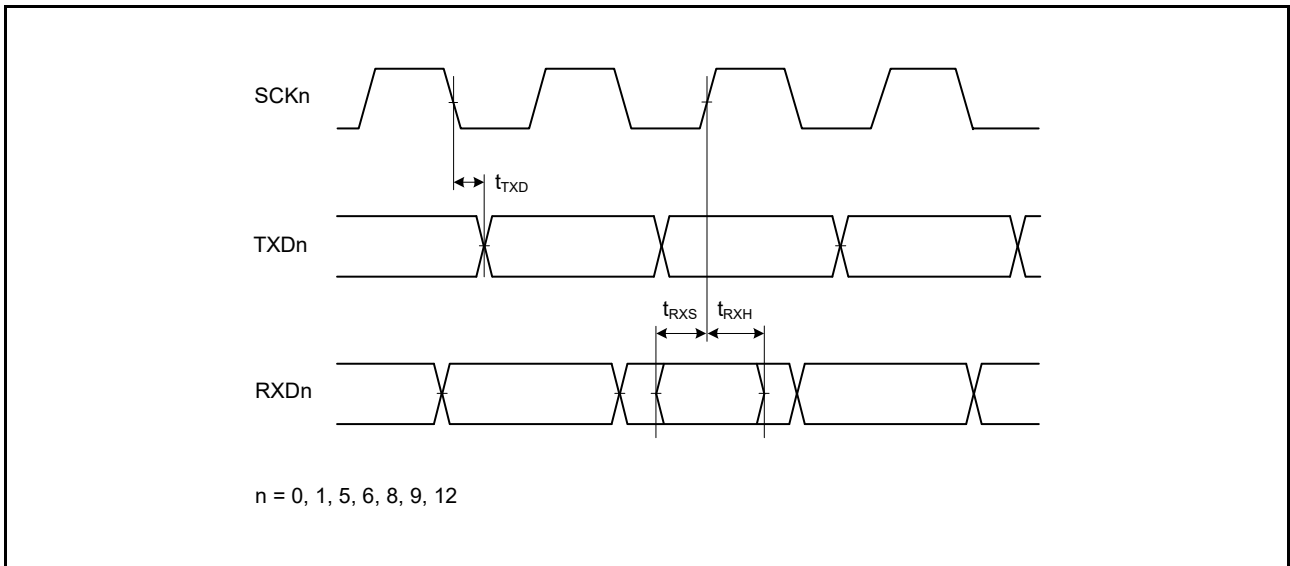 SCKn
tTXD
TXDn
tRXS tRXH
RXDn
n = 0, 1, 5, 6, 8, 9, 12